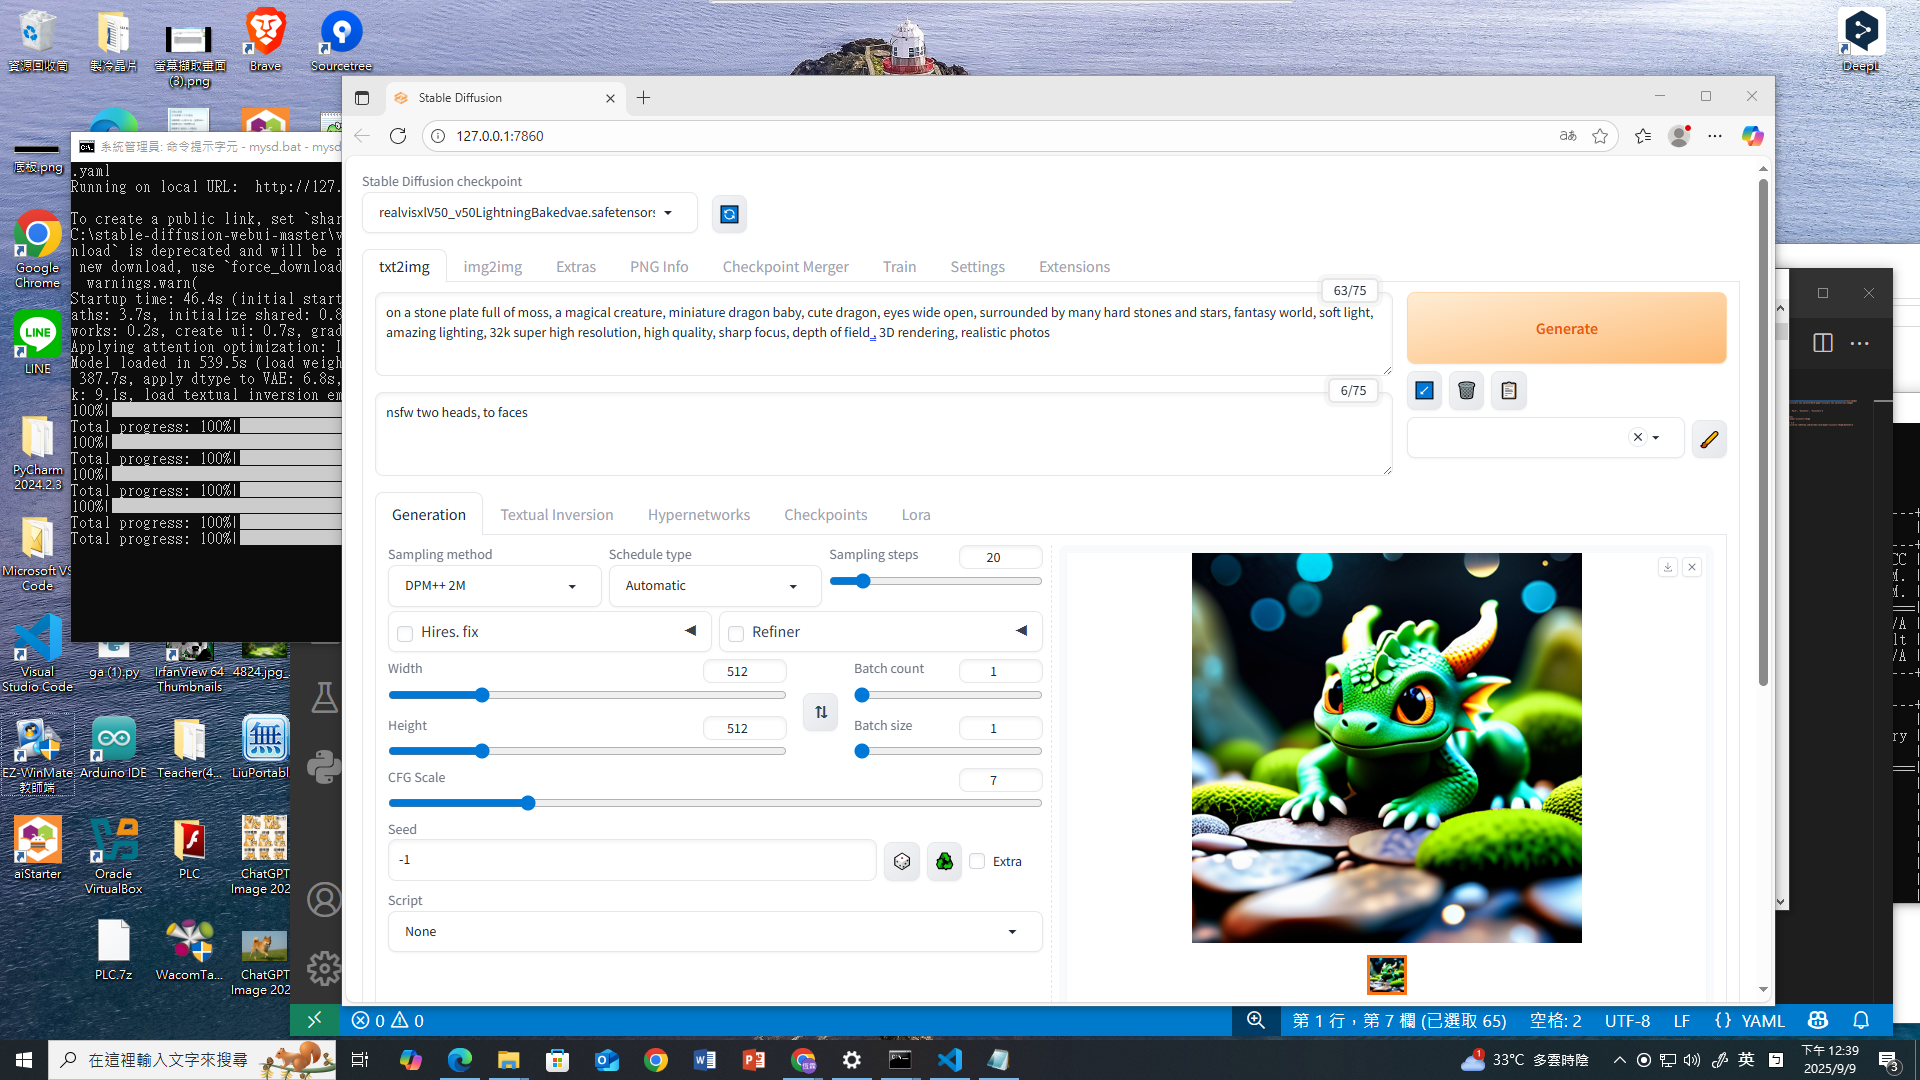 資源回收筒
製冷晶片
螢幕擷取畫面
(3).png
Brave
Sourcetree
DeepL
底板.png
Google
Chrome
LINE
PyCharm
2024.2.3
Microsoft VS
Code
Visual
Studio Code
ga (1).py
IrfanView 64
Thumbnails
4824.jpg_
EZ-WinMate
教師端
Arduino IDE
Teacher(4...
LiuPortabl
aiStarter
Oracle
VirtualBox
PLC
ChatGPT
Image 202
PLC.7z
WacomTa...
ChatGPT
Image 202
系統管理員: 命令提示字元 - mysd.bat - mysd
.yaml
Running on local URL:  http://127.
To create a public link, set `shar
C:\stable-diffusion-webui-master\v
nload` is deprecated and will be r
new download, use `force_download
warnings.warn(
Startup time: 46.4s (initial start
aths: 3.7s, initialize shared: 0.8
works: 0.2s, create ui: 0.7s, grad
Applying attention optimization: I
Model loaded in 539.5s (load weigh
387.7s, apply dtype to VAE: 6.8s,
k: 9.1s, load textual inversion em
100%|
Total progress: 100%|
100%|
Total progress: 100%|
100%|
Total progress: 100%|
100%|
Total progress: 100%|
Total progress: 100%|
Stable Diffusion
127.0.0.1:7860
Stable Diffusion checkpoint
realvisxlV50_v50LightningBakedvae.safetensors
txt2img
img2img
Extras
PNG Info
Checkpoint Merger
Train
Settings
Extensions
63/75
on a stone plate full of moss, a magical creature, miniature dragon baby, cute dragon, eyes wide open, surrounded by many hard stones and stars, fantasy world, soft light,
amazing lighting, 32k super high resolution, high quality, sharp focus, depth of field , 3D rendering, realistic photos
Generate
6/75
nsfw two heads, to faces
Generation
Textual Inversion
Hypernetworks
Checkpoints
Lora
Sampling method
DPM++ 2M
Schedule type
Automatic
Sampling steps
20
Hires. fix
Refiner
Width
512
Batch count
1
Height
512
Batch size
1
CFG Scale
7
Seed
-1
Extra
Script
None
0
0
第 1 行，第 7 欄 (已選取 65)
空格: 2
UTF-8
LF
{} YAML
在這裡輸入文字來搜尋
33°C 多雲時陰
英
下午 12:39
2025/9/9
3